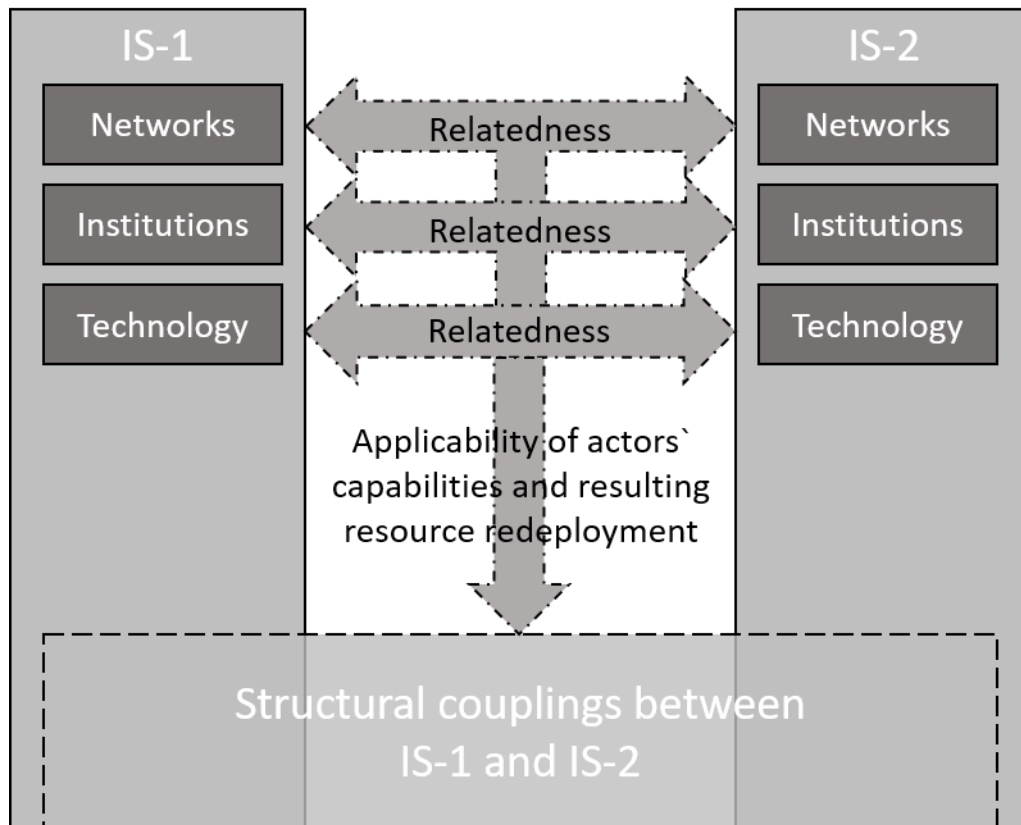 IS-1
IS-2
Networks
Relatedness
Networks
Institutions
Relatedness
Institutions
Technology
Relatedness
Technology
Applicability of actors`
capabilities and resulting
resource redeployment
Structural couplings between
IS-1 and IS-2